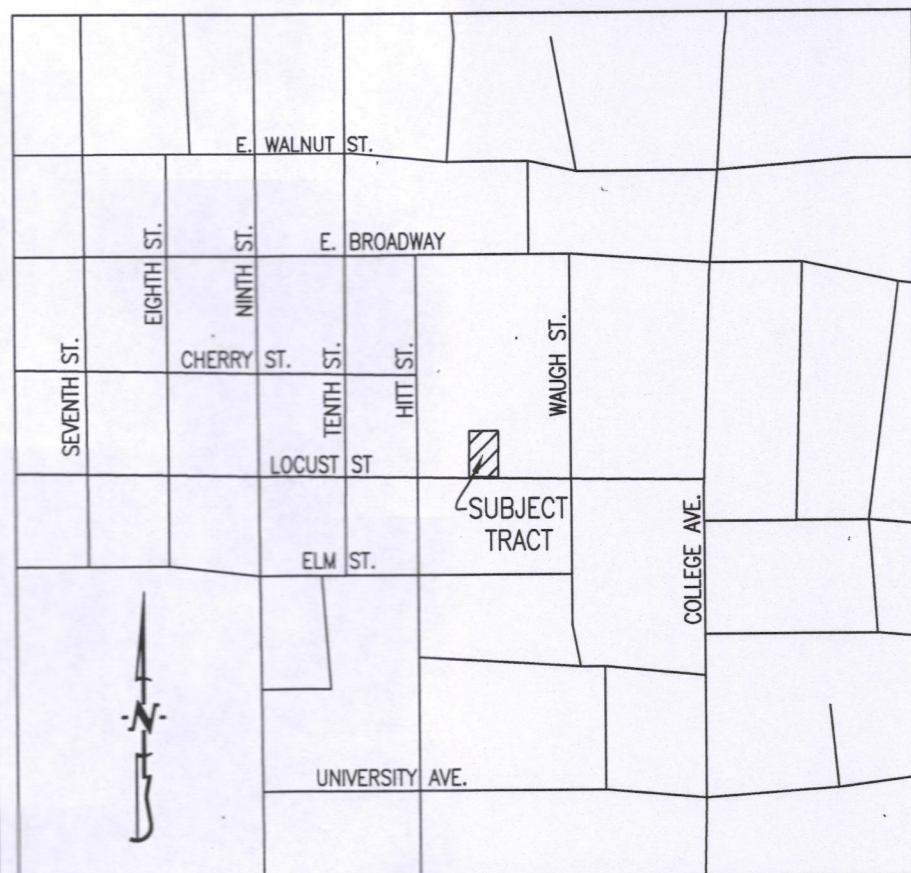 E. WALNUT ST.
E. BROADWAY
SEVENTH ST.
EIGHTH ST.
NINTH ST.
CHERRY ST.
TENTH ST.
HITT ST.
WAUGH ST.
LOCUST ST
SUBJECT
TRACT
ELM ST.
COLLEGE AVE.
N
UNIVERSITY AVE.